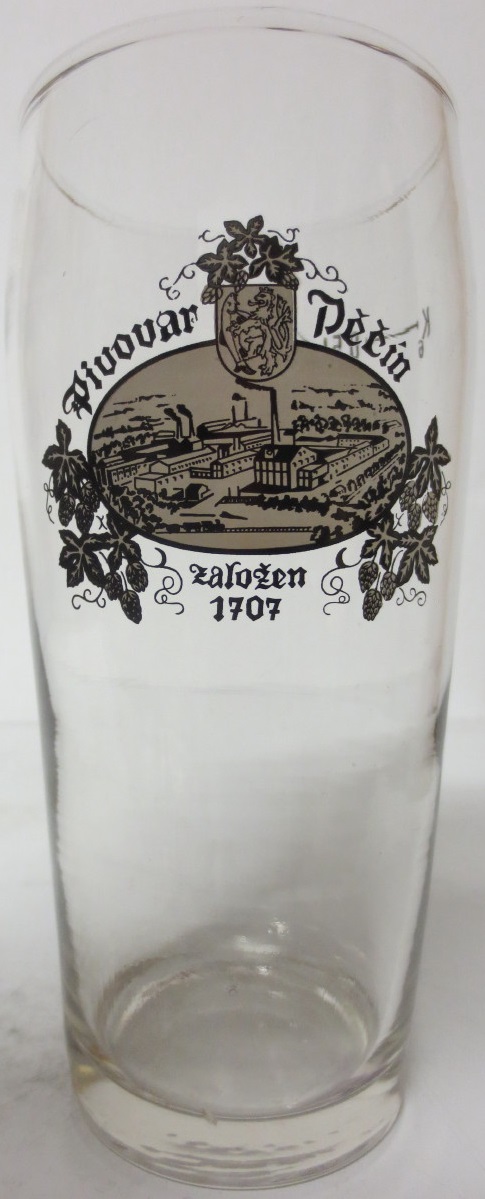 Pivovar Děčín
založen
1707